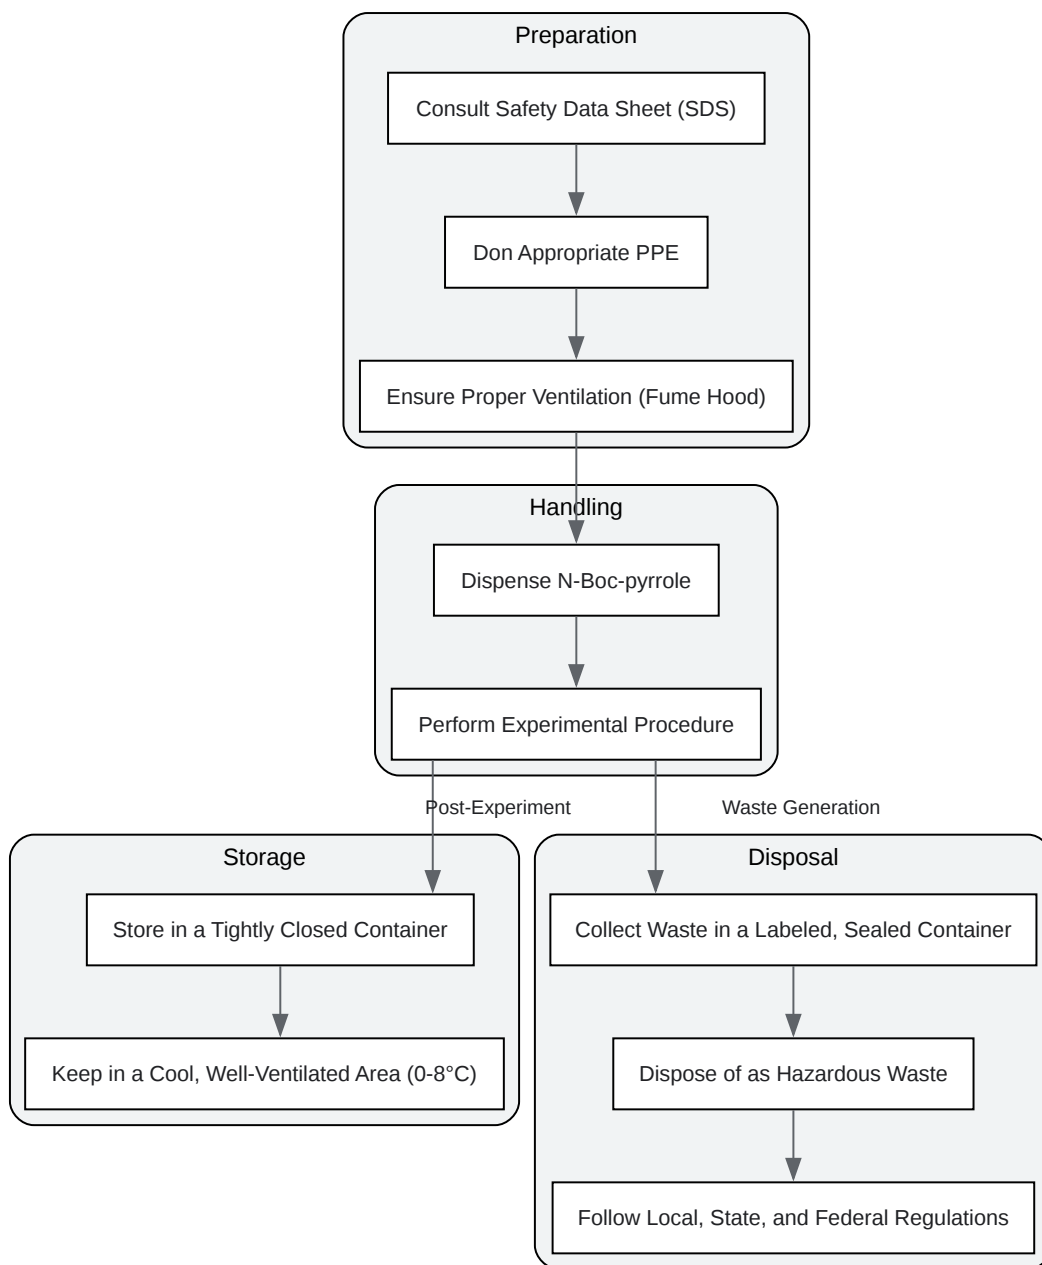 Preparation
Consult Safety Data Sheet (SDS)
Don Appropriate PPE
Ensure Proper Ventilation (Fume Hood)
Handling
Dispense N-Boc-pyrrole
Perform Experimental Procedure
Post-Experiment
Waste Generation
Storage
Store in a Tightly Closed Container
Keep in a Cool, Well-Ventilated Area (0-8°C)
Disposal
Collect Waste in a Labeled, Sealed Container
Dispose of as Hazardous Waste
Follow Local, State, and Federal Regulations